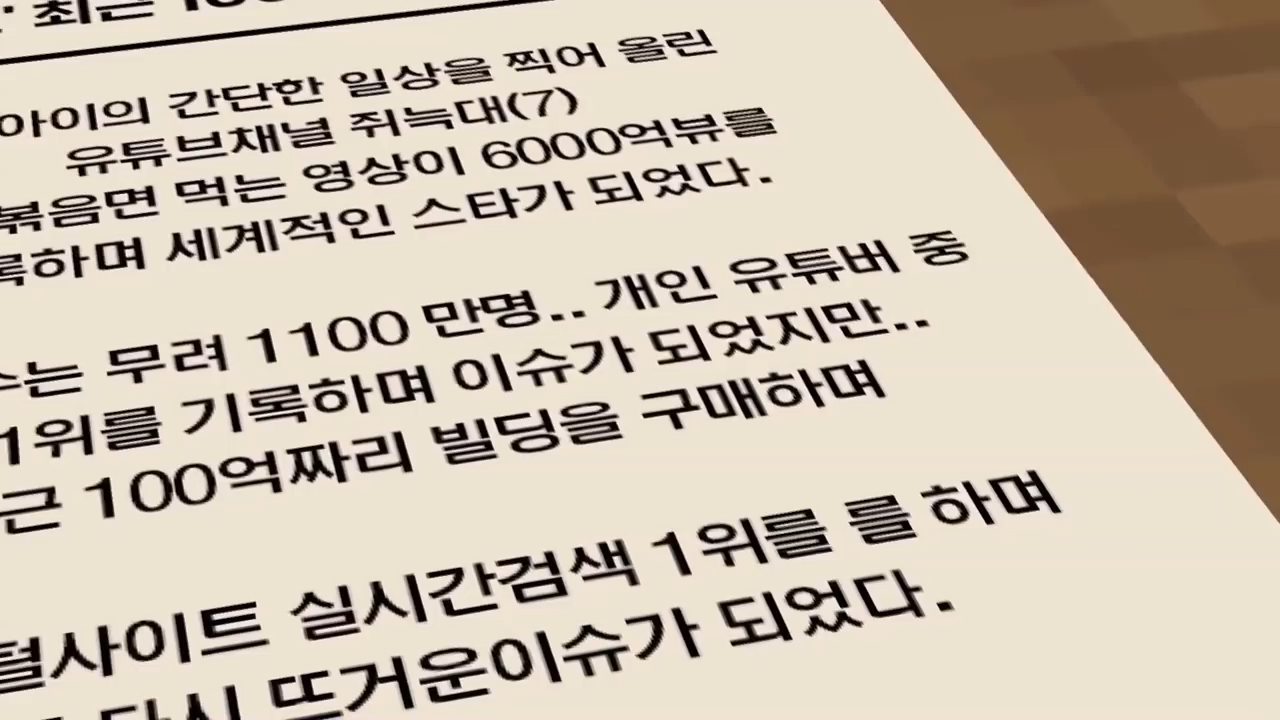 최근
아이의 간단한 일상을 찍어 올린
유튜브채널 쥐늑대(7)
볶음면 먹는 영상이 6000억뷰를
록하며 세계적인 스타가 되었다.
는 무려 1100 만명.. 개인 유튜버 중
1위를 기록하며 이슈가 되었지만..
근 100억짜리 빌딩을 구매하며
털사이트 실시간검색 1위를 를 하며
다시 뜨거운이슈가 되었다.